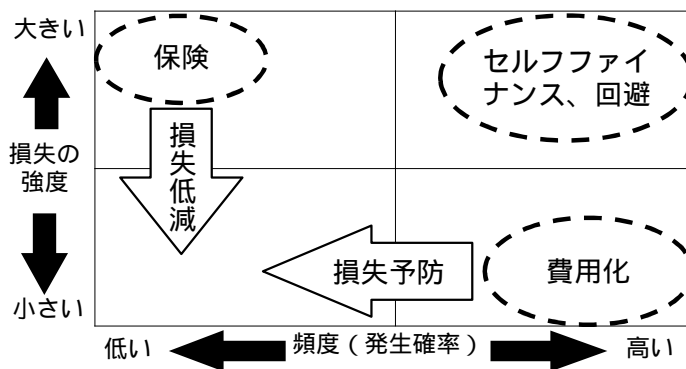 大きい
保険
セルフファイ
ナンス、回避
損失の
強度
損失低減
損失予防
費用化
小さい
低い
頻度（発生確率）
高い